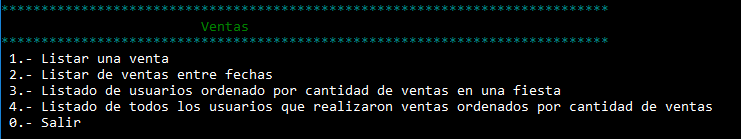 ****************************************************************************
Ventas
****************************************************************************
1.- Listar una venta
2.- Listar de ventas entre fechas
3.- Listado de usuarios ordenado por cantidad de ventas en una fiesta
4.- Listado de todos los usuarios que realizaron ventas ordenados por cantidad de ventas
0.- Salir